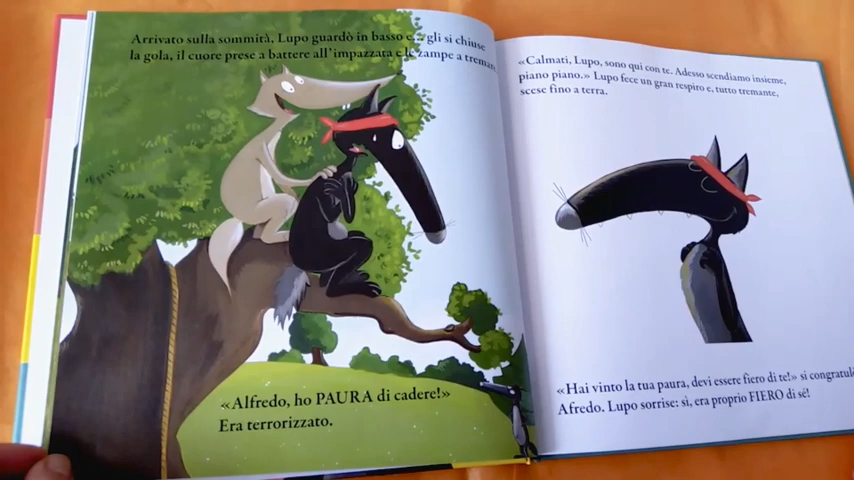 Arrivato sulla sommità, Lupo guardò in basso e... gli si chiuse
la gola, il cuore prese a battere all'impazzata e le zampe a tremare
«Alfredo, ho PAURA di cadere!»
Era terrorizzato.
«Calmati, Lupo, sono qui con te. Adesso scendiamo insieme,
piano piano.» Lupo fece un gran respiro e, tutto tremante,
scese fino a terra.
«Hai vinto la tua paura, devi essere fiero di te!» si congratul
Afredo. Lupo sorrise: sì, era proprio FIERO di sé!